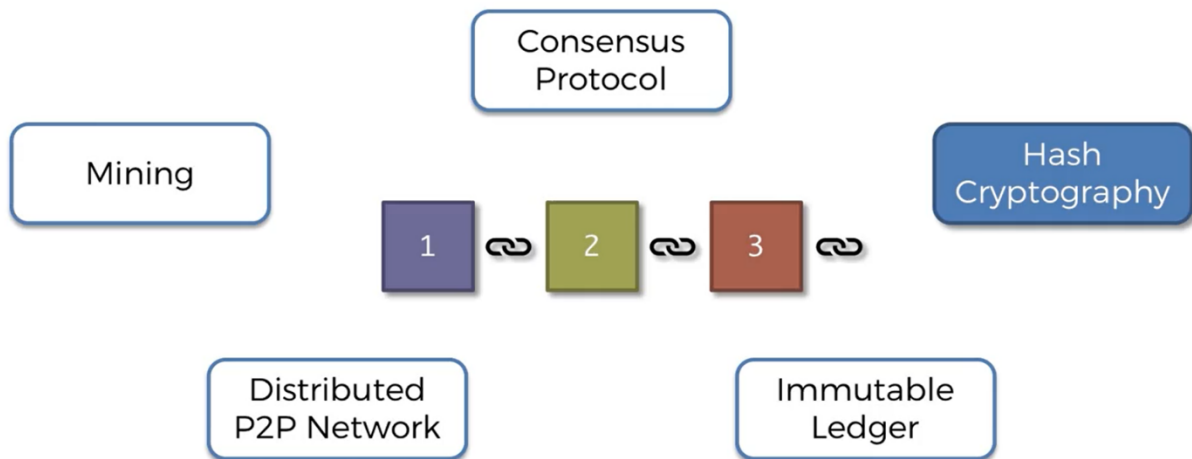 Consensus
Protocol
Mining
Hash
Cryptography
1
2
3
Distributed
P2P Network
Immutable
Ledger